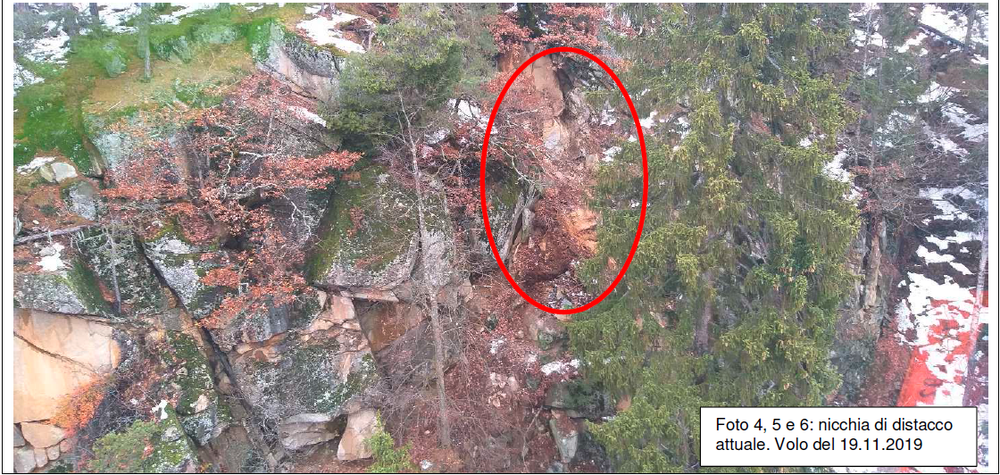 Foto 4, 5 e 6: nicchia di distacco
attuale. Volo del 19.11.2019